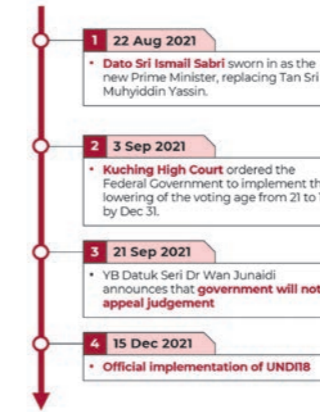 1 22 Aug 2021
• Dato Sri Ismail Sabri sworn in as the
new Prime Minister, replacing Tan Sri
Muhyiddin Yassin.
2 3 Sep 2021
• Kuching High Court ordered the
Federal Government to implement
lowering of the voting age from 21 to
by Dec 31.
3 21 Sep 2021
• YB Datuk Seri Dr Wan Junaidi
announces that government will not
appeal judgement
4 15 Dec 2021
• Official implementation of UNDI18